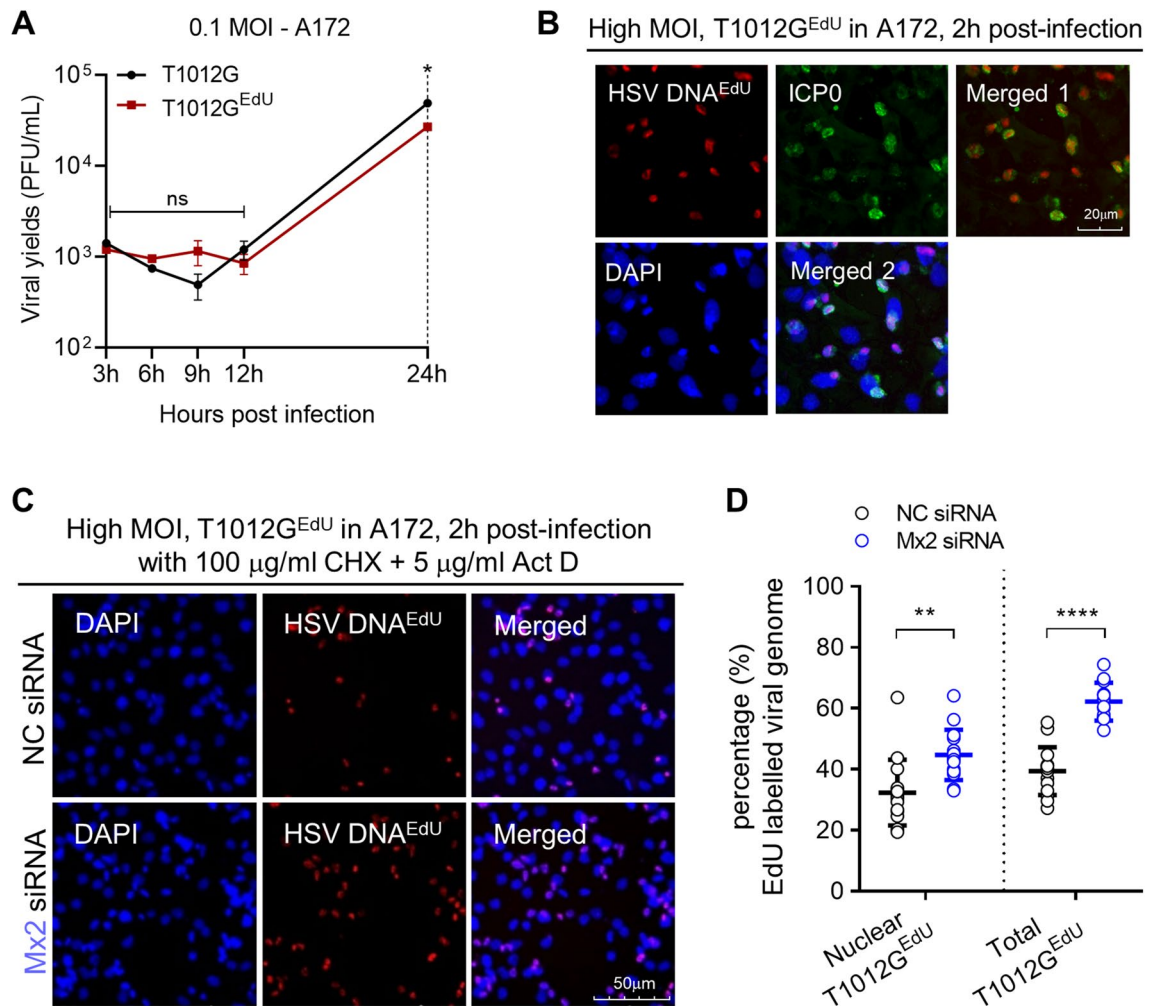 A
0.1 MOI - A172
T1012G
T1012G^EdU
*
ns
10^5
10^4
10^3
10^2
Viral yields (PFU/mL)
3h 6h 9h 12h 24h
Hours post infection
B
High MOI, T1012G^EdU in A172, 2h post-infection
HSV DNA^EdU
ICP0
Merged 1
20μm
DAPI
Merged 2
C
High MOI, T1012G^EdU in A172, 2h post-infection
with 100 μg/ml CHX + 5 μg/ml Act D
NC siRNA
DAPI
HSV DNA^EdU
Merged
Mx2 siRNA
DAPI
HSV DNA^EdU
Merged
50μm
D
NC siRNA
Mx2 siRNA
percentage (%)
EdU labelled viral genome
100
80
60
40
20
0
**
****
Nuclear
T1012G^EdU
Total
T1012G^EdU